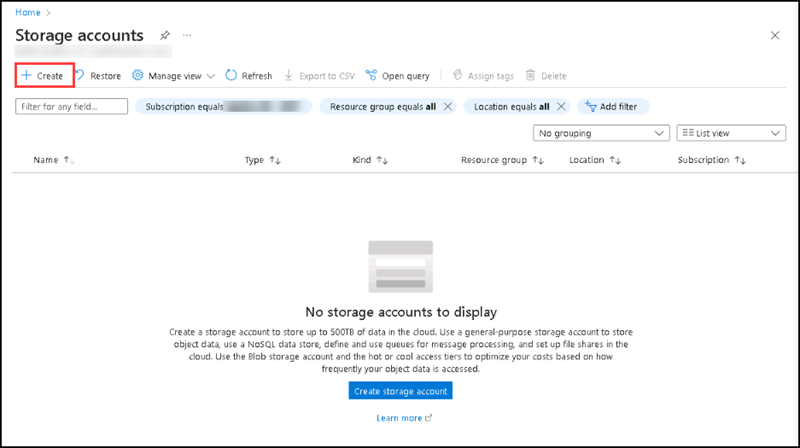 Home
Storage accounts
Create Restore Manage view Refresh Export to CSV Open query Assign tags Delete
Filter for any field... Subscription equals Resource group equals all Location equals all Add filter
No grouping List view
Name Type Kind Resource group Location Subscription
No storage accounts to display
Create a storage account to store up to 500TB of data in the cloud. Use a general-purpose storage account to store
object data, use a NoSQL data store, define and use queues for message processing, and set up file shares in the
cloud. Use the Blob storage account and the hot or cool access tiers to optimize your costs based on how
frequently your object data is accessed.
Create storage account
Learn more